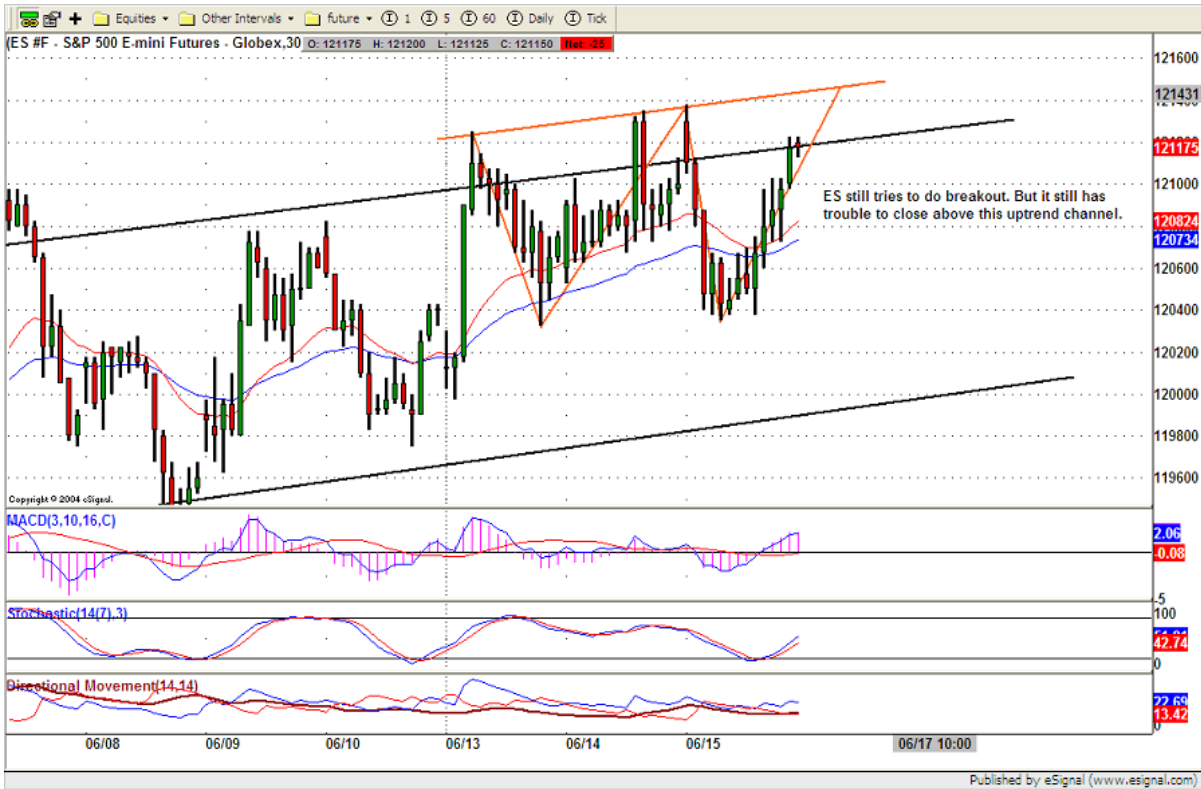 Equities Other Intervals future 1 5 60 Daily Tick
(ES #F - S&P 500 E-mini Futures - Globex,30 O: 121175 H: 121200 L: 121125 C: 121150 Net: -25
121600
121431
121175
121000
ES still tries to do breakout. But it still has
trouble to close above this uptrend channel.
120824
120734
120600
120400
120200
120000
119800
119600
Copyright © 2004 eSignal.
MACD(3,10,16,C)
2.06
-0.08
-5
Stochastic(14(7),3)
100
42.74
0
Directional Movement(14,14)
22.69
13.42
0
06/08 06/09 06/10 06/13 06/14 06/15 06/17 10:00
Published by eSignal (www.esignal.com)